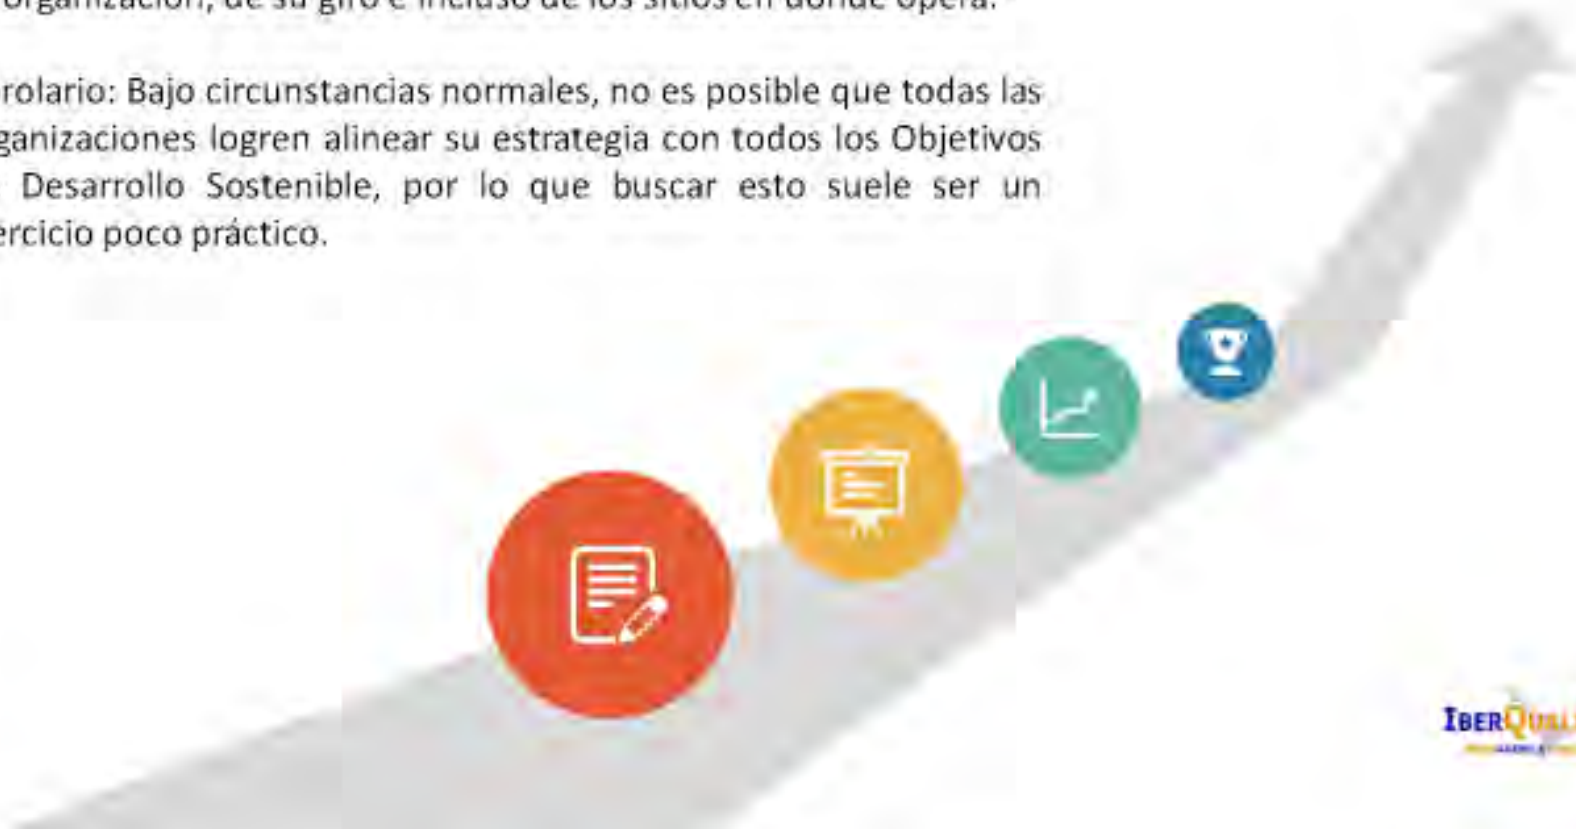 organización, de su giro e incluso de los sitios en donde opera.
rolario: Bajo circunstancias normales, no es posible que todas las
ganizaciones logren alinear su estrategia con todos los Objetivos
Desarrollo Sostenible, por lo que buscar esto suele ser un
ercicio poco práctico.
IBERQUALI